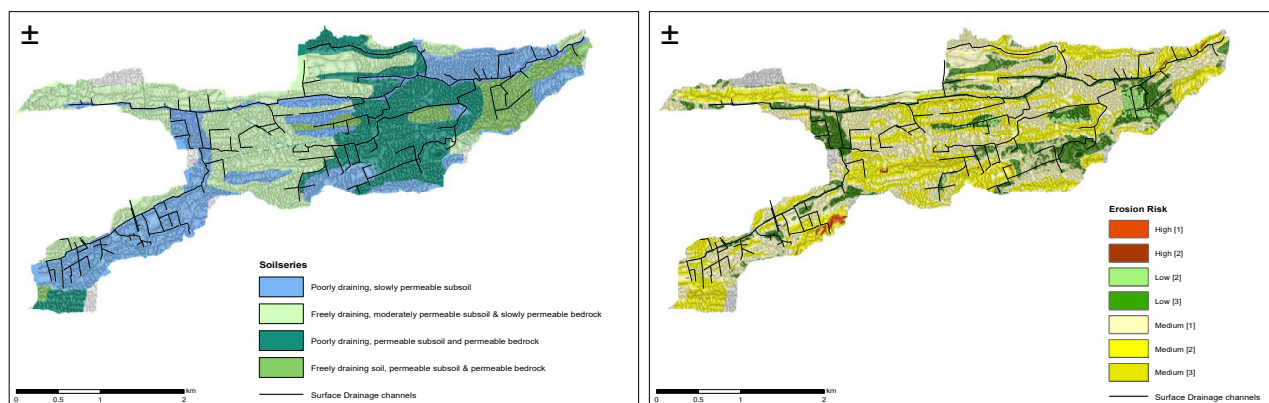 ±
Soilseries
Poorly draining, slowly permeable subsoil
Freely draining, moderately permeable subsoil & slowly permeable bedrock
Poorly draining, permeable subsoil and permeable bedrock
Freely draining soil, permeable subsoil & permeable bedrock
Surface Drainage channels
km
0 0.5 1 2
±
Erosion Risk
High [1]
High [2]
Low [2]
Low [3]
Medium [1]
Medium [2]
Medium [3]
Surface Drainage channels
km
0 0.5 1 2